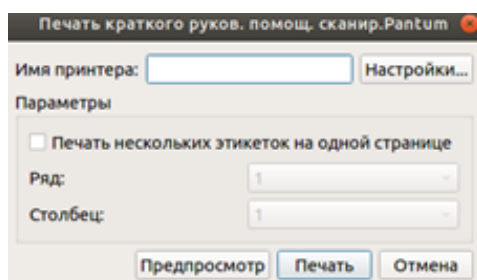 Печать краткого руков. помощ. сканир.Pantum
Имя принтера: Настройки...
Параметры
Печать нескольких этикеток на одной странице
Ряд: 1
Столбец: 1
Предпросмотр Печать Отмена